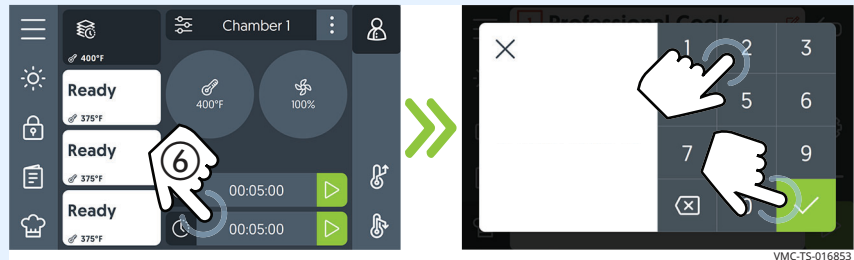 Chamber 1
400°F
Ready
375°F
Ready
375°F
Ready
375°F
400°F
100%
6
00:05:00
00:05:00
Professional Cook
1 2 3
5 6
7 9
0
VMC-TS-016853